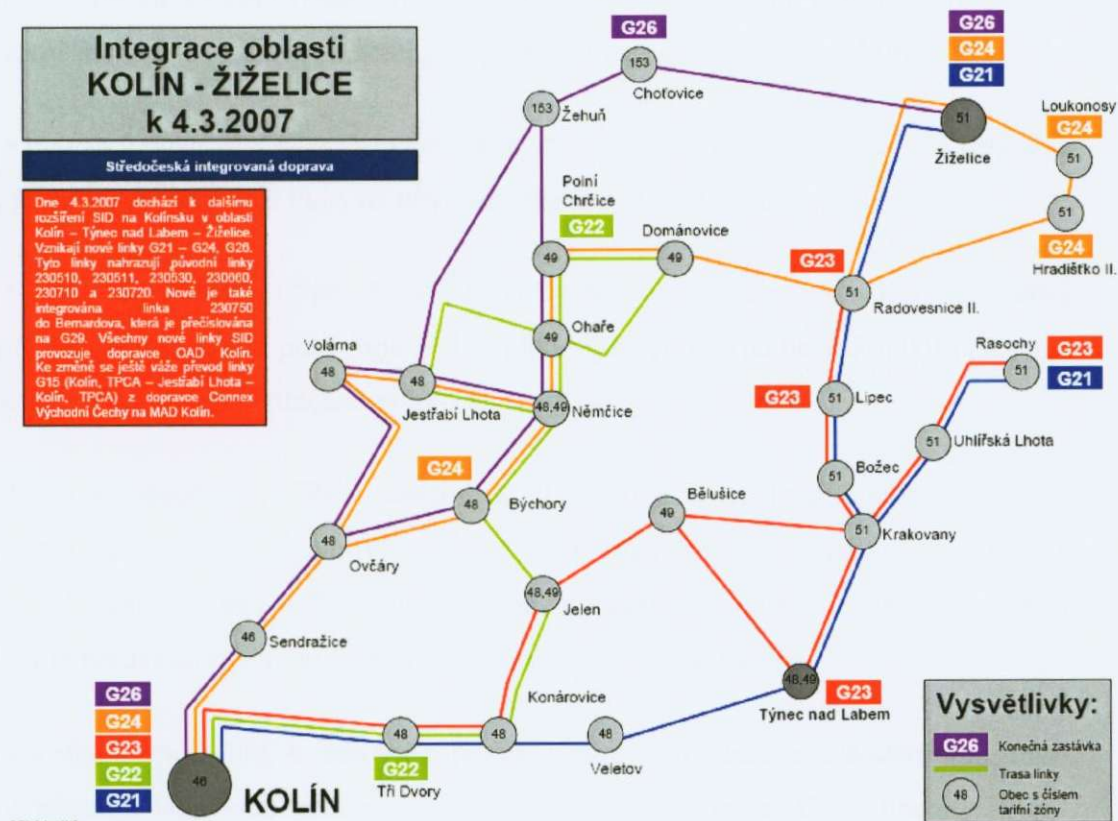 Integrace oblasti
KOLÍN - ŽIŽELICE
k 4.3.2007
Středočeská integrovaná doprava
Dne 4.3.2007 dochází k dalšímu
rozšíření SID na Kolínsku v oblasti
Kolín – Týnec nad Labem – Žiželice.
Vznikají nové linky G21 – G24, G26.
Tyto linky nahrazují původní linky
230510, 230511, 230530, 230660,
230710 a 230720. Nově je také
integrována linka 230750
do Bernardova, která je přečíslována
na G29. Všechny nové linky SID
provozuje dopravce OAD Kolín.
Ke změně se ještě váže převod linky
G15 (Kolín, TPCA – Jestřabí Lhota –
Kolín, TPCA) z dopravce Connex
Východní Čechy na MAD Kolín.
G26
153
Choťovice
153
Žehuň
G26
G24
G21
51
Žiželice
Loukonosy
G24
51
51
G24
Hradišťko II.
Polní
Chrčice
G22
49
Dománovice
49
G23
51
Radovesnice II.
Ohaře
49
Volárna
48
48
Jestřabí Lhota
48,49
Němčice
G23
51
Lipec
Rasochy
51
G23
G21
51
Uhlířská Lhota
Božec
51
G24
48
Býchory
Bělušice
49
51
Krakovany
48
Ovčáry
48,49
Jelen
46
Sendražice
48,49
G23
Týnec nad Labem
Konárovice
48
48
G22
Tři Dvory
48
Veletov
G26
G24
G23
G22
G21
46
KOLÍN
Vysvětlivky:
G26 Konečná zastávka
Trasa linky
48 Obec s číslem
tarifní zóny